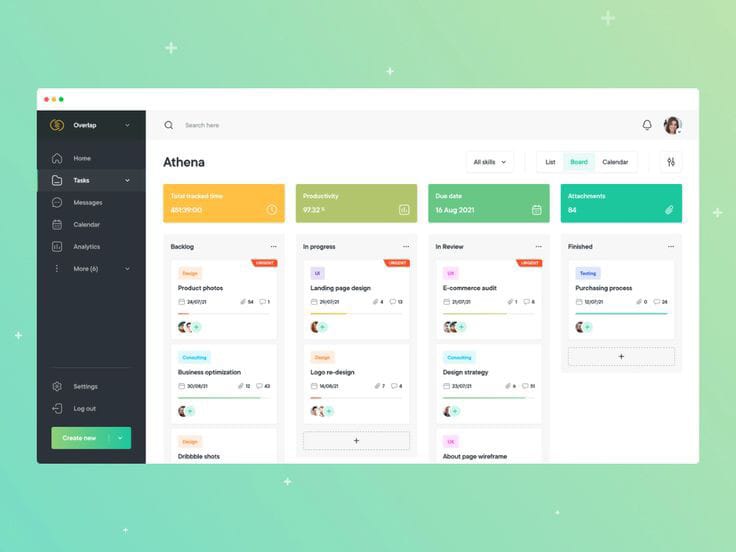 Overlap
Search here
Home
Tasks
Messages
Calendar
Analytics
More (6)
Settings
Log out
Create new
Athena
All skills
List Board Calendar
Total tracked time
451:39:00
Productivity
97.32 %
Due date
16 Aug 2021
Attachments
84
Backlog
URGENT
Design
Product photos
24/07/21 54 1
Consulting
Business optimization
30/08/21 12 43
Design
Dribbble shots
In progress
URGENT
UI
Landing page design
29/07/21 4 13
Design
Logo re-design
14/08/21 7 4
In Review
URGENT
UX
E-commerce audit
21/07/21 1 8
Consulting
Design strategy
23/07/21 6 51
UX
About page wireframe
Finished
Testing
Purchasing process
12/07/21 0 24